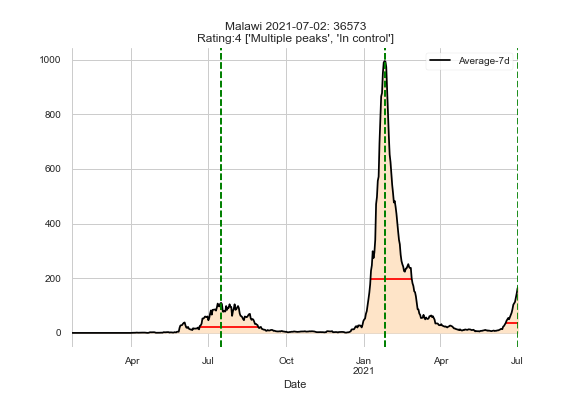 Malawi 2021-07-02: 36573
Rating:4 ['Multiple peaks', 'In control']
Average-7d
1000
800
600
400
200
0
Apr Jul Oct Jan Apr Jul
2021
Date